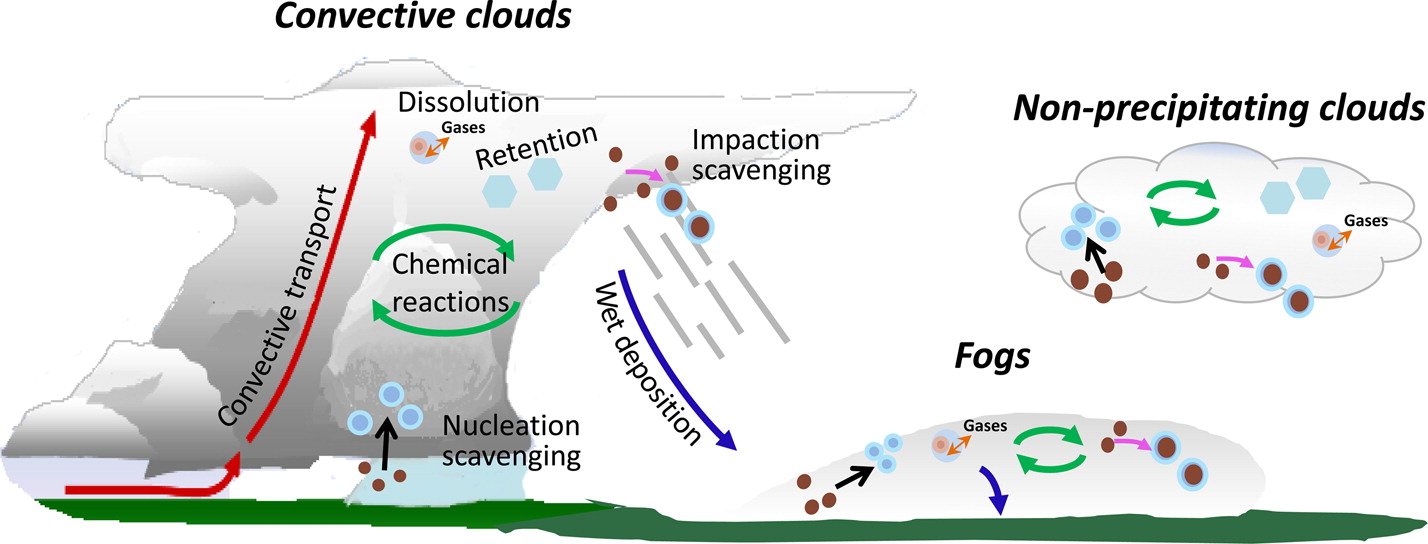 Convective clouds
Dissolution
Gases
Retention
Impaction
scavenging
Convective transport
Chemical
reactions
Wet deposition
Nucleation
scavenging
Non-precipitating clouds
Gases
Fogs
Gases